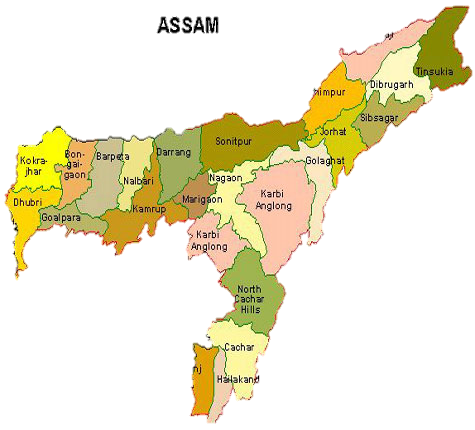 ASSAM
Tinsukia
Dibrugarh
himpur
Sibsagar
Jorhat
Sonitpur
Golaghat
Darrang
Bon-
gai-
gaon
Barpeta
Kokra-
jhar
Nalbari
Nagaon
Karbi
Anglong
Marigaon
Dhubri
Kamrup
Goalpara
Karbi
Anglong
North
Cachar
Hills
Cachar
nj
Hailakand